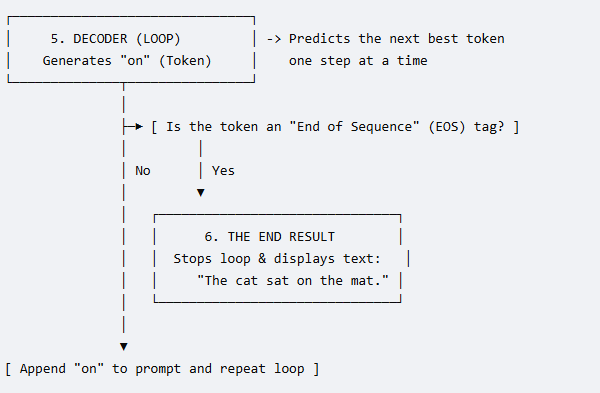 5. DECODER (LOOP) -> Predicts the next best token
Generates "on" (Token) one step at a time
[ Is the token an "End of Sequence" (EOS) tag? ]
No Yes
6. THE END RESULT
Stops loop & displays text:
"The cat sat on the mat."
[ Append "on" to prompt and repeat loop ]